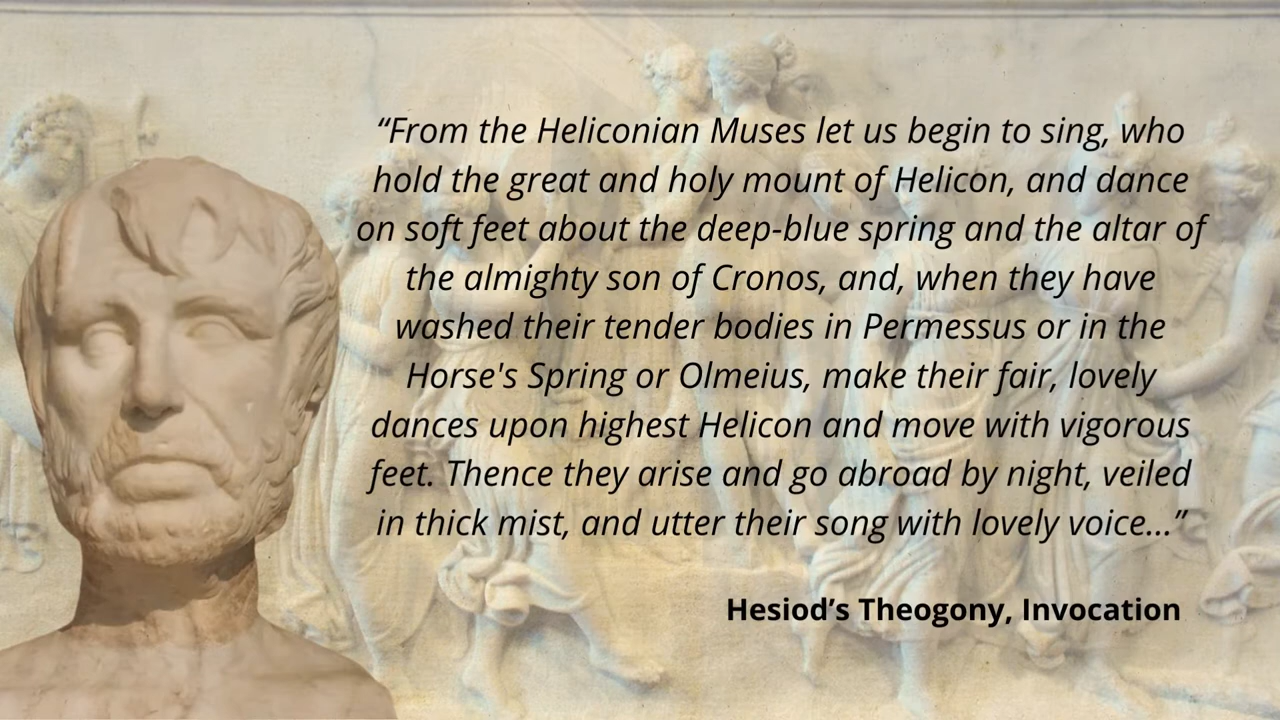 “From the Heliconian Muses let us begin to sing, who
hold the great and holy mount of Helicon, and dance
on soft feet about the deep-blue spring and the altar of
the almighty son of Cronos, and, when they have
washed their tender bodies in Permessus or in the
Horse's Spring or Olmeius, make their fair, lovely
dances upon highest Helicon and move with vigorous
feet. Thence they arise and go abroad by night, veiled
in thick mist, and utter their song with lovely voice...”
Hesiod’s Theogony, Invocation